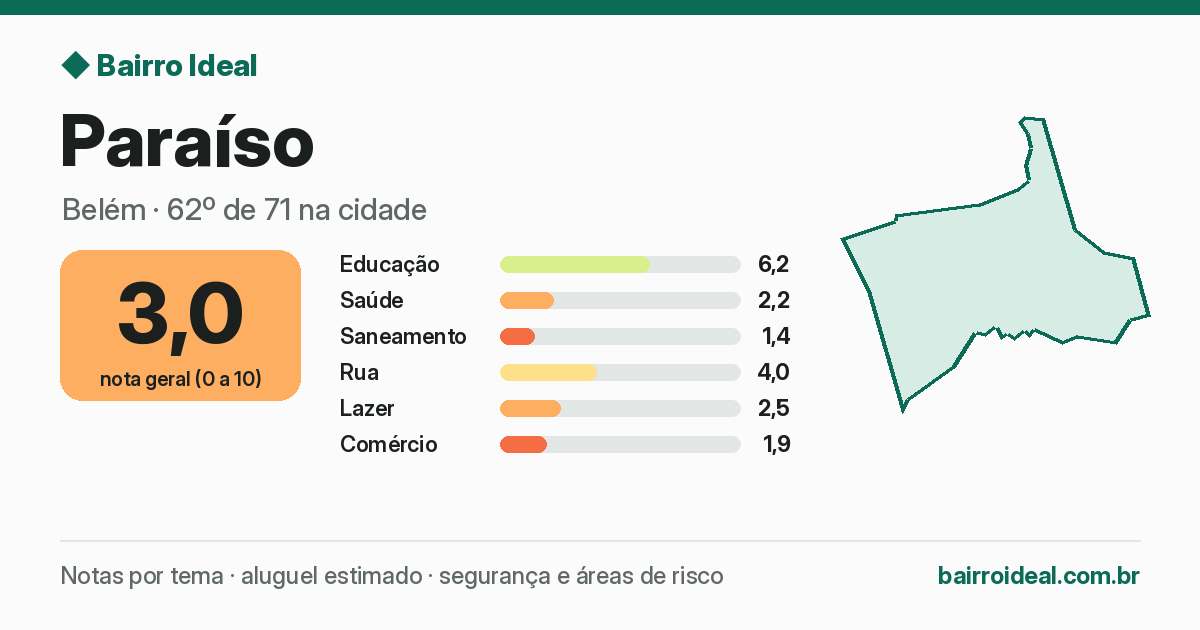 Bairro Ideal
Paraíso
Belém · 62º de 71 na cidade
3,0
nota geral (0 a 10)
Educação 6,2
Saúde 2,2
Saneamento 1,4
Rua 4,0
Lazer 2,5
Comércio 1,9
Notas por tema · aluguel estimado · segurança e áreas de risco
bairroideal.com.br